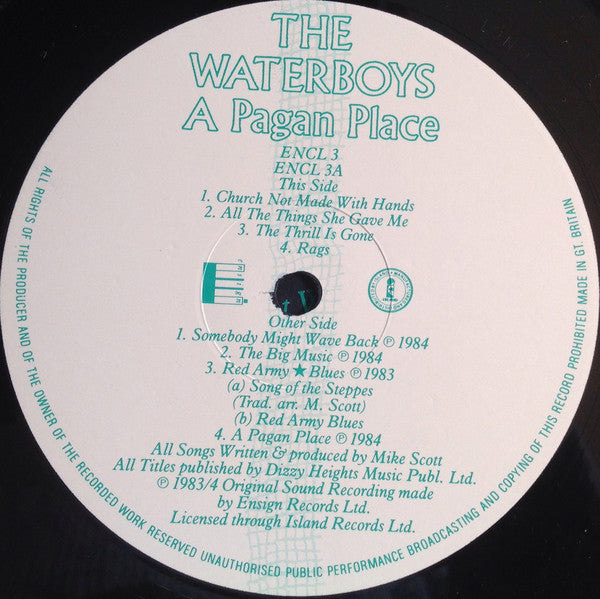 THE
WATERBOYS
A Pagan Place
ENCL 3
ENCL 3A
This Side
1. Church Not Made With Hands
2. All The Things She Gave Me
3. The Thrill Is Gone
4. Rags
Other Side
1. Somebody Might Wave Back ℗ 1984
2. The Big Music ℗ 1984
3. Red Army ★ Blues ℗ 1983
(a) Song of the Steppes
(Trad. arr. M. Scott)
(b) Red Army Blues
4. A Pagan Place ℗ 1984
All Songs Written & produced by Mike Scott
All Titles published by Dizzy Heights Music Publ. Ltd.
℗ 1983/4 Original Sound Recording made
by Ensign Records Ltd.
Licensed through Island Records Ltd.
ALL RIGHTS OF THE PRODUCER AND OF THE OWNER OF THE RECORDED WORK RESERVED UNAUTHORISED PUBLIC PERFORMANCE BROADCASTING AND COPYING OF THIS RECORD PROHIBITED MADE IN GT. BRITAIN